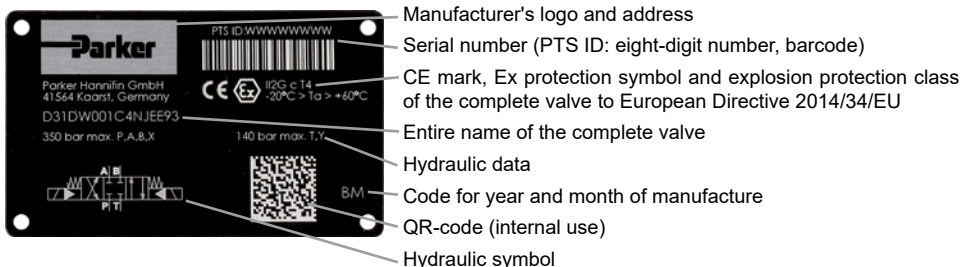 Parker
Parker Hannifin GmbH
41564 Kaarst, Germany
D31DW001C4NJEE93
350 bar max. P,A,B,X
PTS ID:WWWWWWWW
CE Ex II2G c T4
-20°C > Ta > +60°C
140 bar max. T,Y
A B
P T
BM
Manufacturer's logo and address
Serial number (PTS ID: eight-digit number, barcode)
CE mark, Ex protection symbol and explosion protection class
of the complete valve to European Directive 2014/34/EU
Entire name of the complete valve
Hydraulic data
Code for year and month of manufacture
QR-code (internal use)
Hydraulic symbol